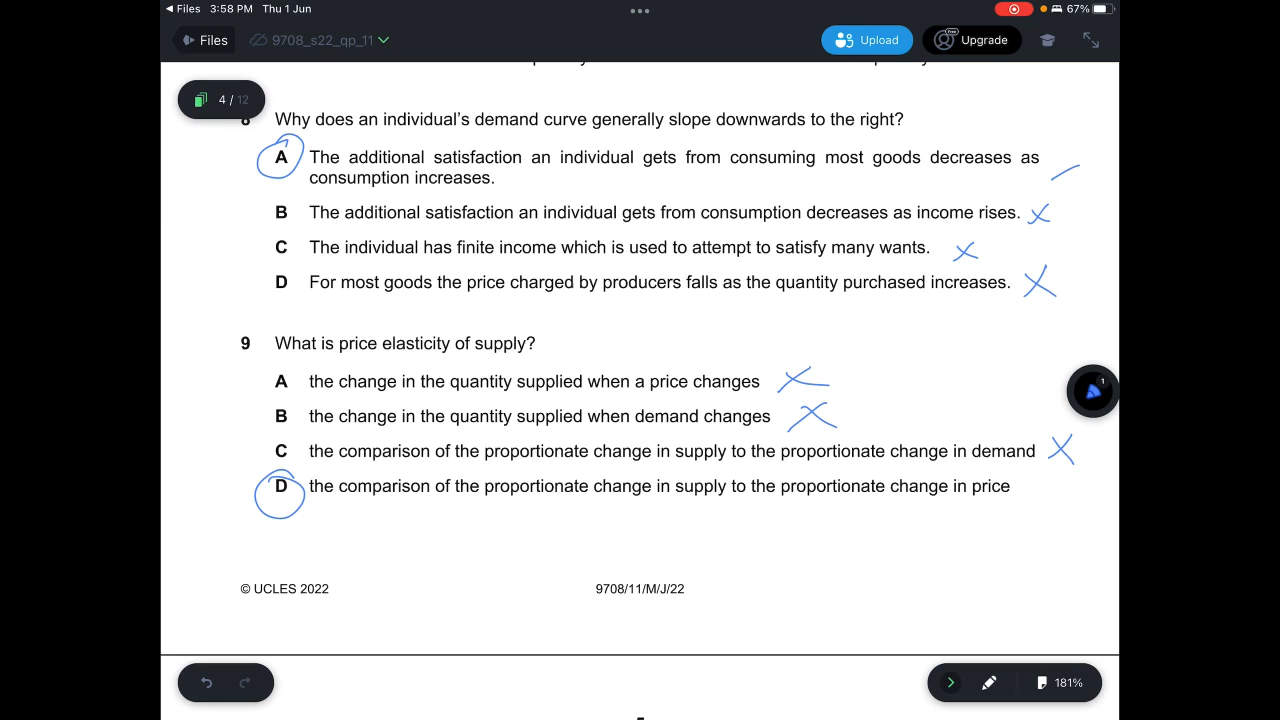 Files 3:58 PM Thu 1 Jun
67%
Files 9708_s22_qp_11
Upload
Free
Upgrade
4 / 12
8 Why does an individual's demand curve generally slope downwards to the right?
A The additional satisfaction an individual gets from consuming most goods decreases as
consumption increases.
B The additional satisfaction an individual gets from consumption decreases as income rises.
C The individual has finite income which is used to attempt to satisfy many wants.
D For most goods the price charged by producers falls as the quantity purchased increases.
9 What is price elasticity of supply?
A the change in the quantity supplied when a price changes
1
B the change in the quantity supplied when demand changes
C the comparison of the proportionate change in supply to the proportionate change in demand
D the comparison of the proportionate change in supply to the proportionate change in price
© UCLES 2022 9708/11/M/J/22
181%